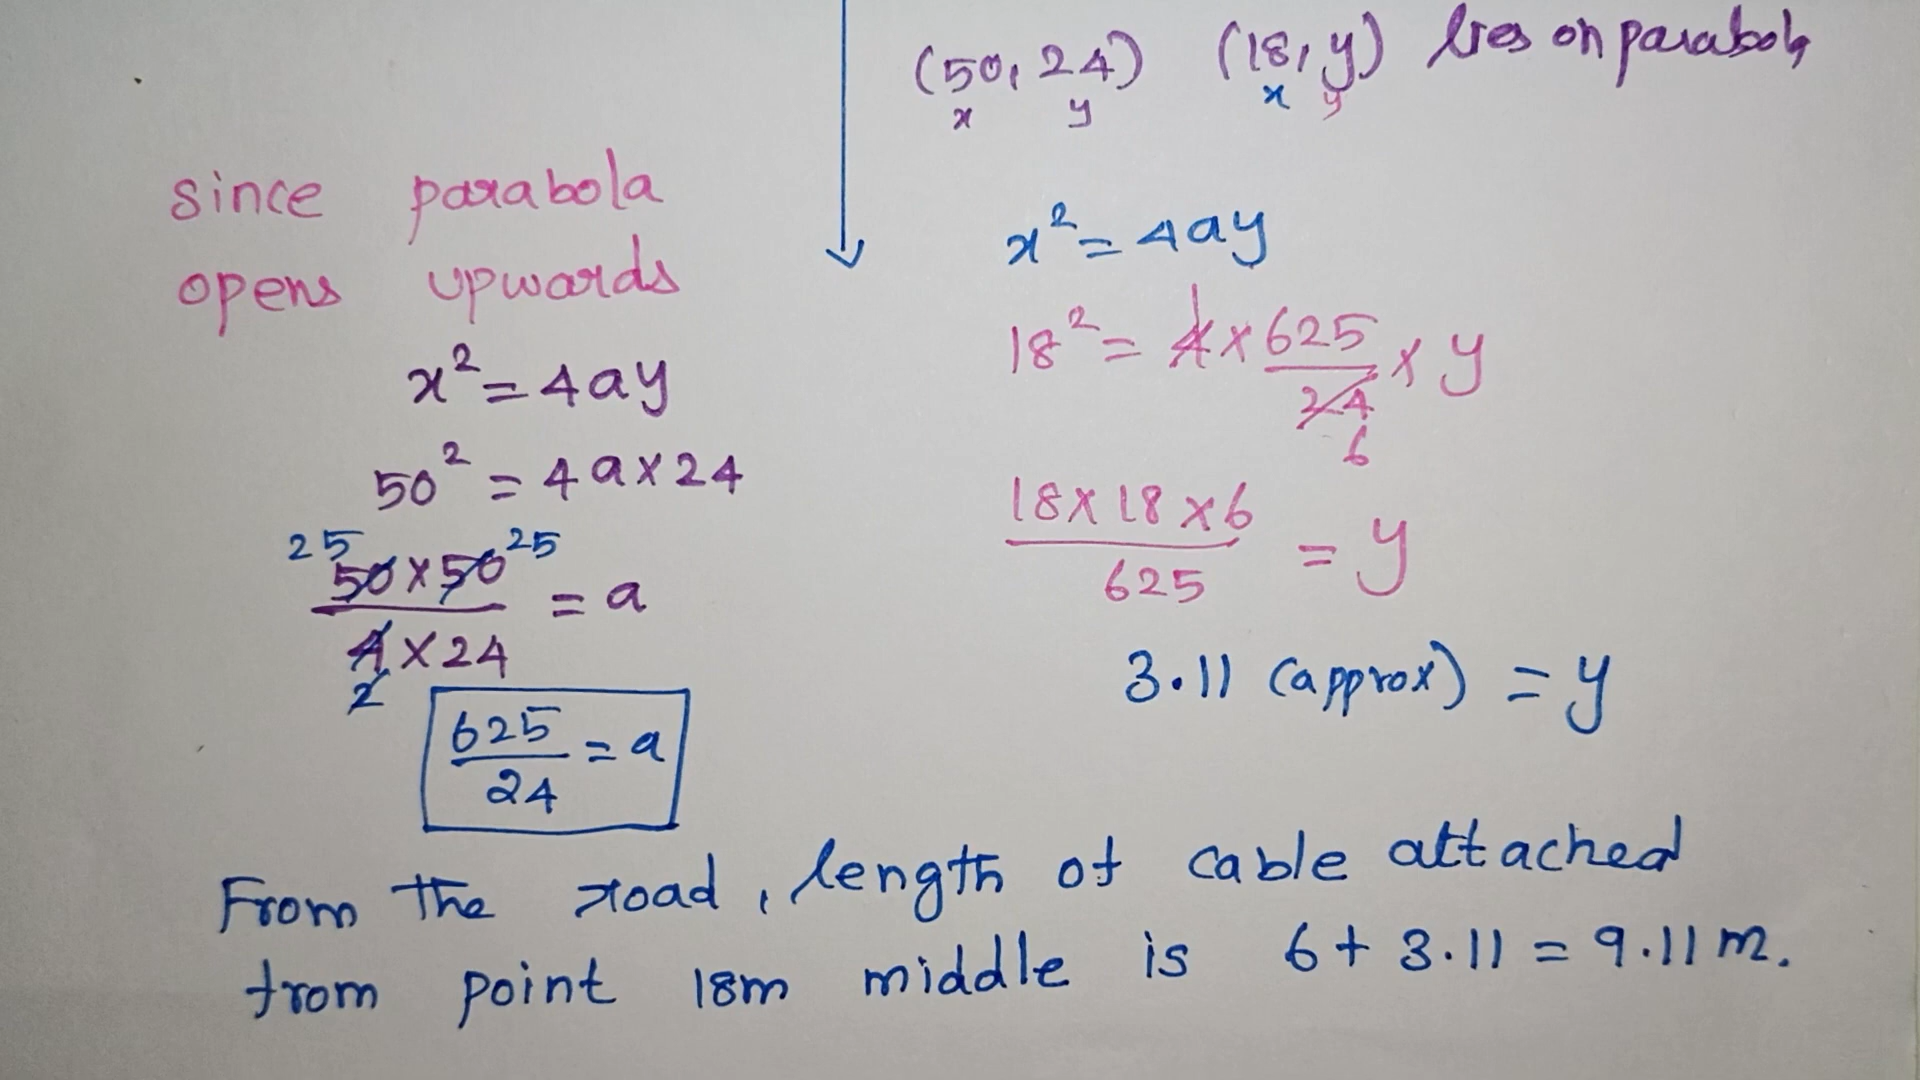 (50, 24) (18, y) lies on parabola
x y x y
since parabola
opens upwards
x² = 4ay
50² = 4a×24
25 25
50×50 = a
4×24
2
625 = a
24
x² = 4ay
1
18² = 4×625 × y
24
6
18×18×6 = y
625
3.11 (approx) = y
From the road, length of cable attached
from point 18m middle is 6+3.11 = 9.11m.